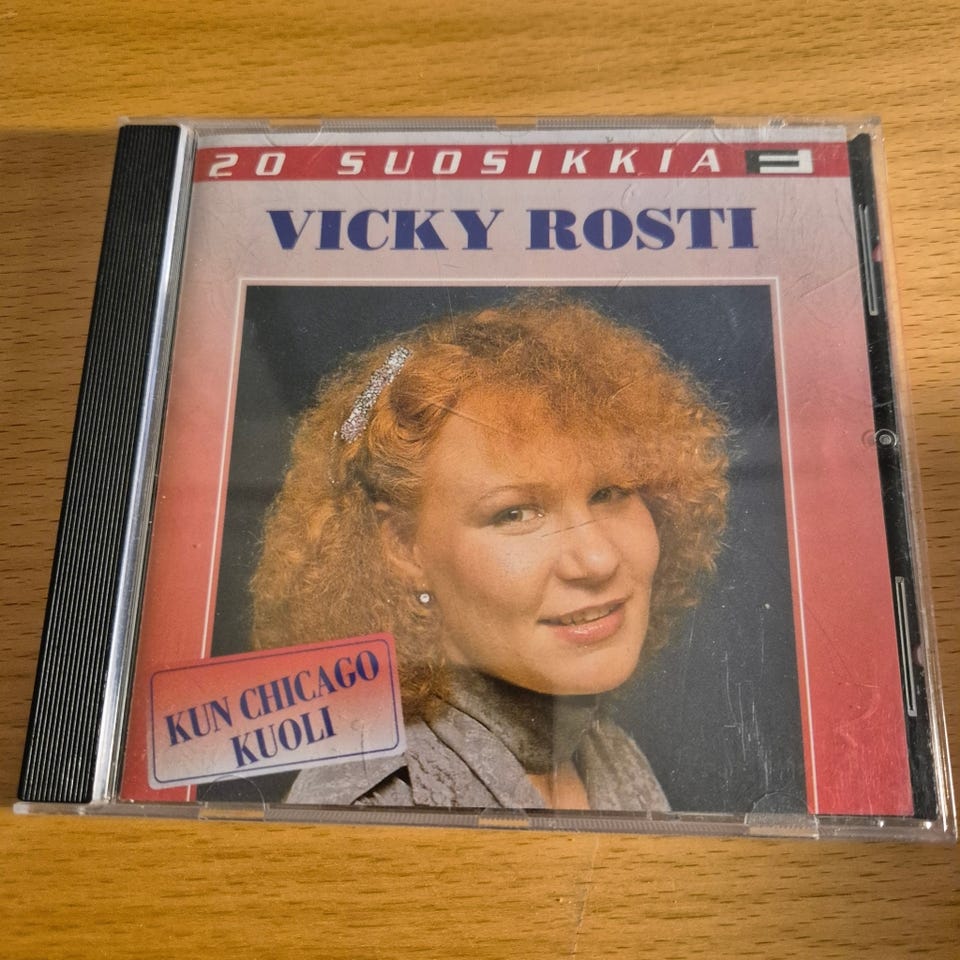 20 SUOSIKKIA
VICKY ROSTI
KUN CHICAGO
KUOLI